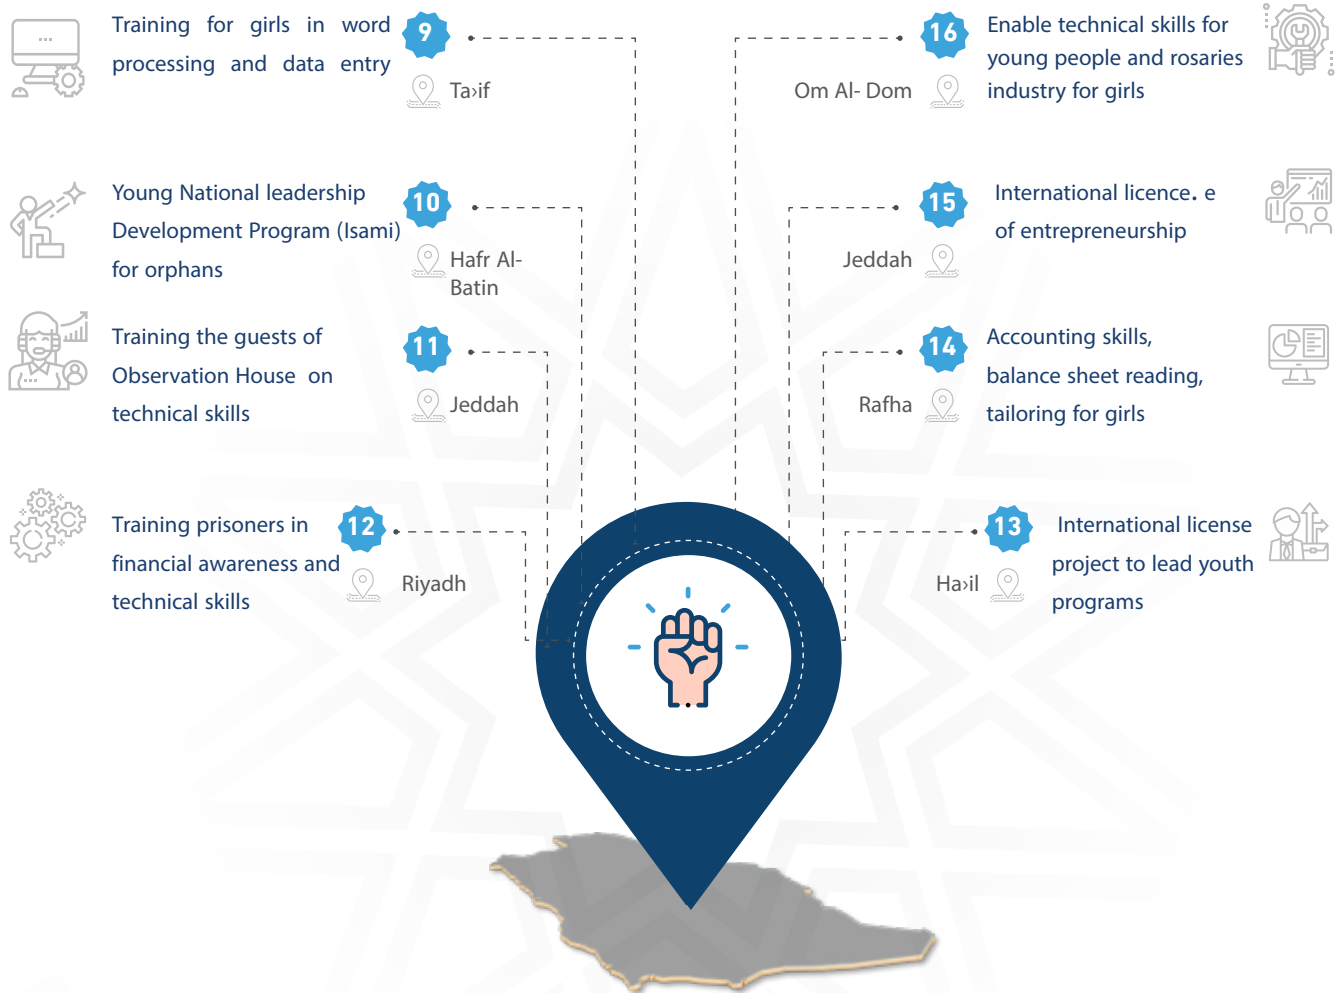 Training for girls in word
processing and data entry
9
Ta›if
Young National leadership
Development Program (Isami)
for orphans
10
Hafr Al-
Batin
Training the guests of
Observation House on
technical skills
11
Jeddah
Training prisoners in
financial awareness and
technical skills
12
Riyadh
16
Enable technical skills for
young people and rosaries
industry for girls
Om Al- Dom
15
International licence. e
of entrepreneurship
Jeddah
14
Accounting skills,
balance sheet reading,
tailoring for girls
Rafha
13
International license
project to lead youth
programs
Ha›il